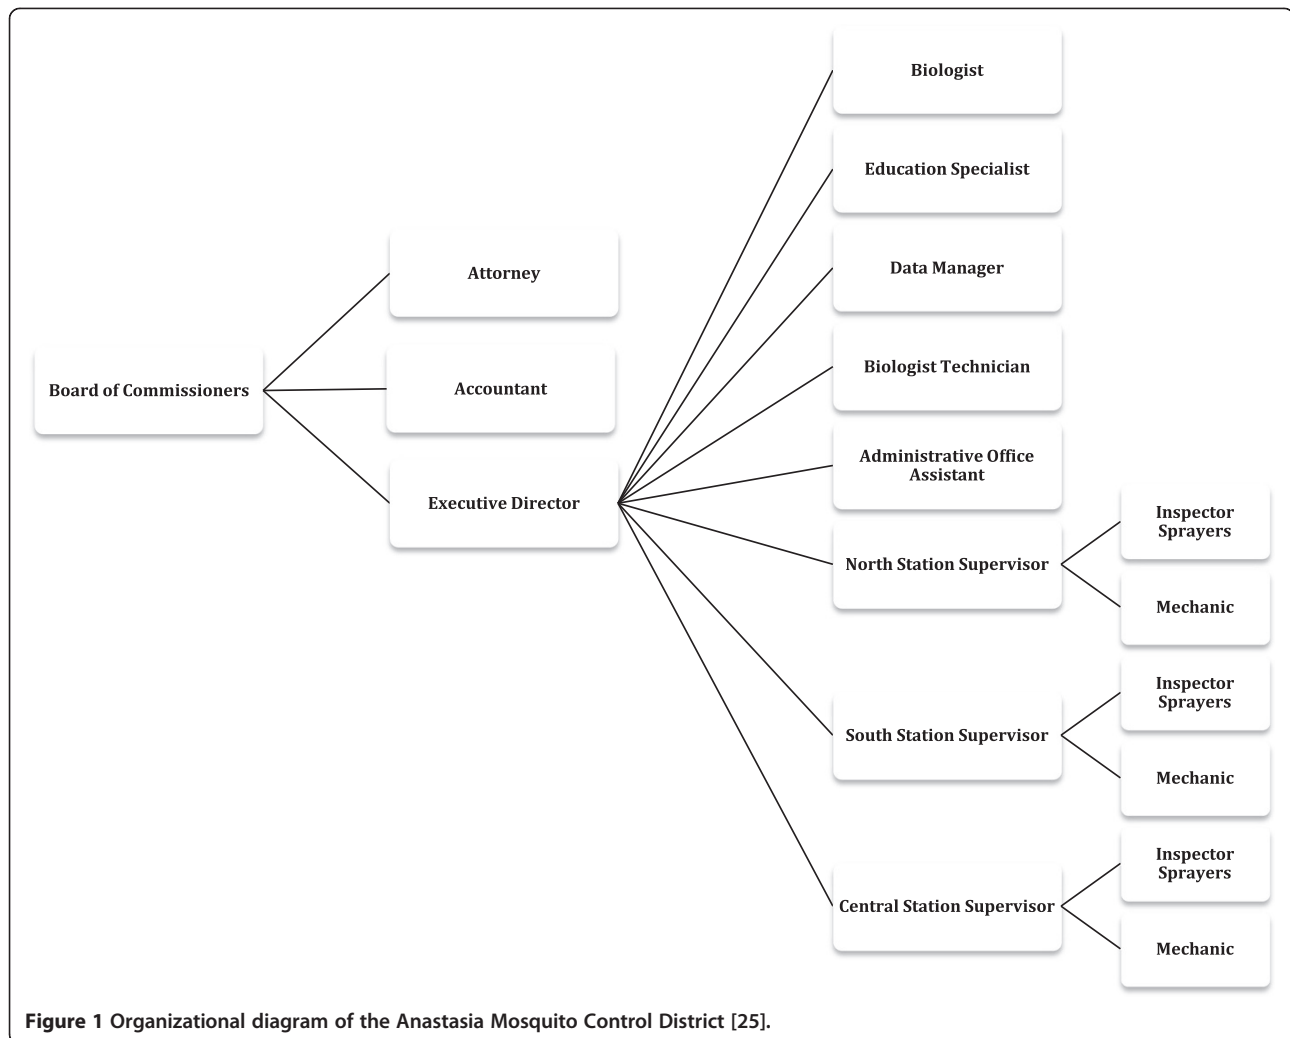 Board of Commissioners
Attorney
Accountant
Executive Director
Biologist
Education Specialist
Data Manager
Biologist Technician
Administrative Office
Assistant
North Station Supervisor
Inspector
Sprayers
Mechanic
South Station Supervisor
Inspector
Sprayers
Mechanic
Central Station Supervisor
Inspector
Sprayers
Mechanic
Figure 1 Organizational diagram of the Anastasia Mosquito Control District [25].